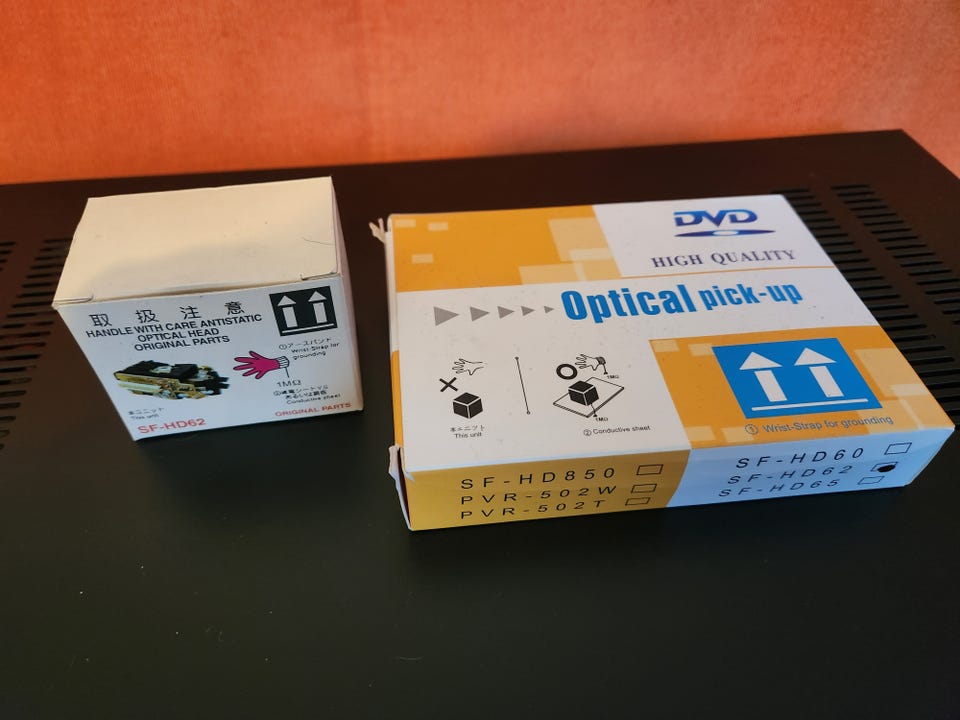 取 扱 注 意
HANDLE WITH CARE ANTISTATIC
OPTICAL HEAD
ORIGINAL PARTS
①アースバンド
Wrist-Strap for
grounding
1MΩ
Conductive sheet
ORIGINAL PARTS
本ユニット
This unit
SF-HD62
DVD
HIGH QUALITY
Optical pick-up
1MΩ
1MΩ
本ユニット
This unit
② Conductive sheet
① Wrist-Strap for grounding
SF-HD850
PVR-502W
PVR-502T
SF-HD60
SF-HD62
SF-HD65